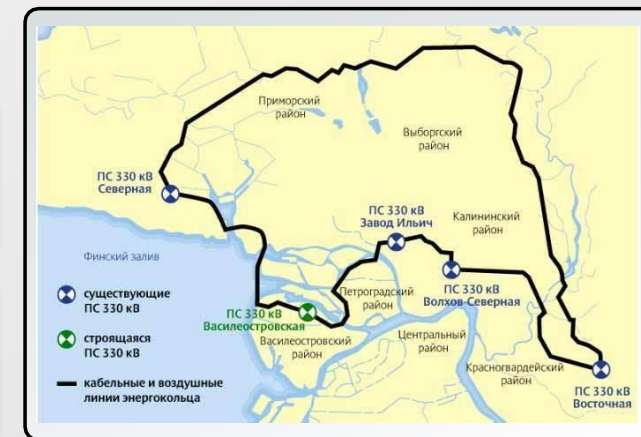 Приморский
район
Выборгский
район
ПС 330 кВ
Северная
ПС 330 кВ
Завод Ильич
Калининский
район
Финский залив
существующие
ПС 330 кВ
строящаяся
ПС 330 кВ
кабельные и воздушные
линии энергокольца
ПС 330 кВ
Василеостровская
Василеостровский
район
Петроградский
район
ПС 330 кВ
Волхов-Северная
Центральный
район
Красногвардейский
район
ПС 330 кВ
Восточная